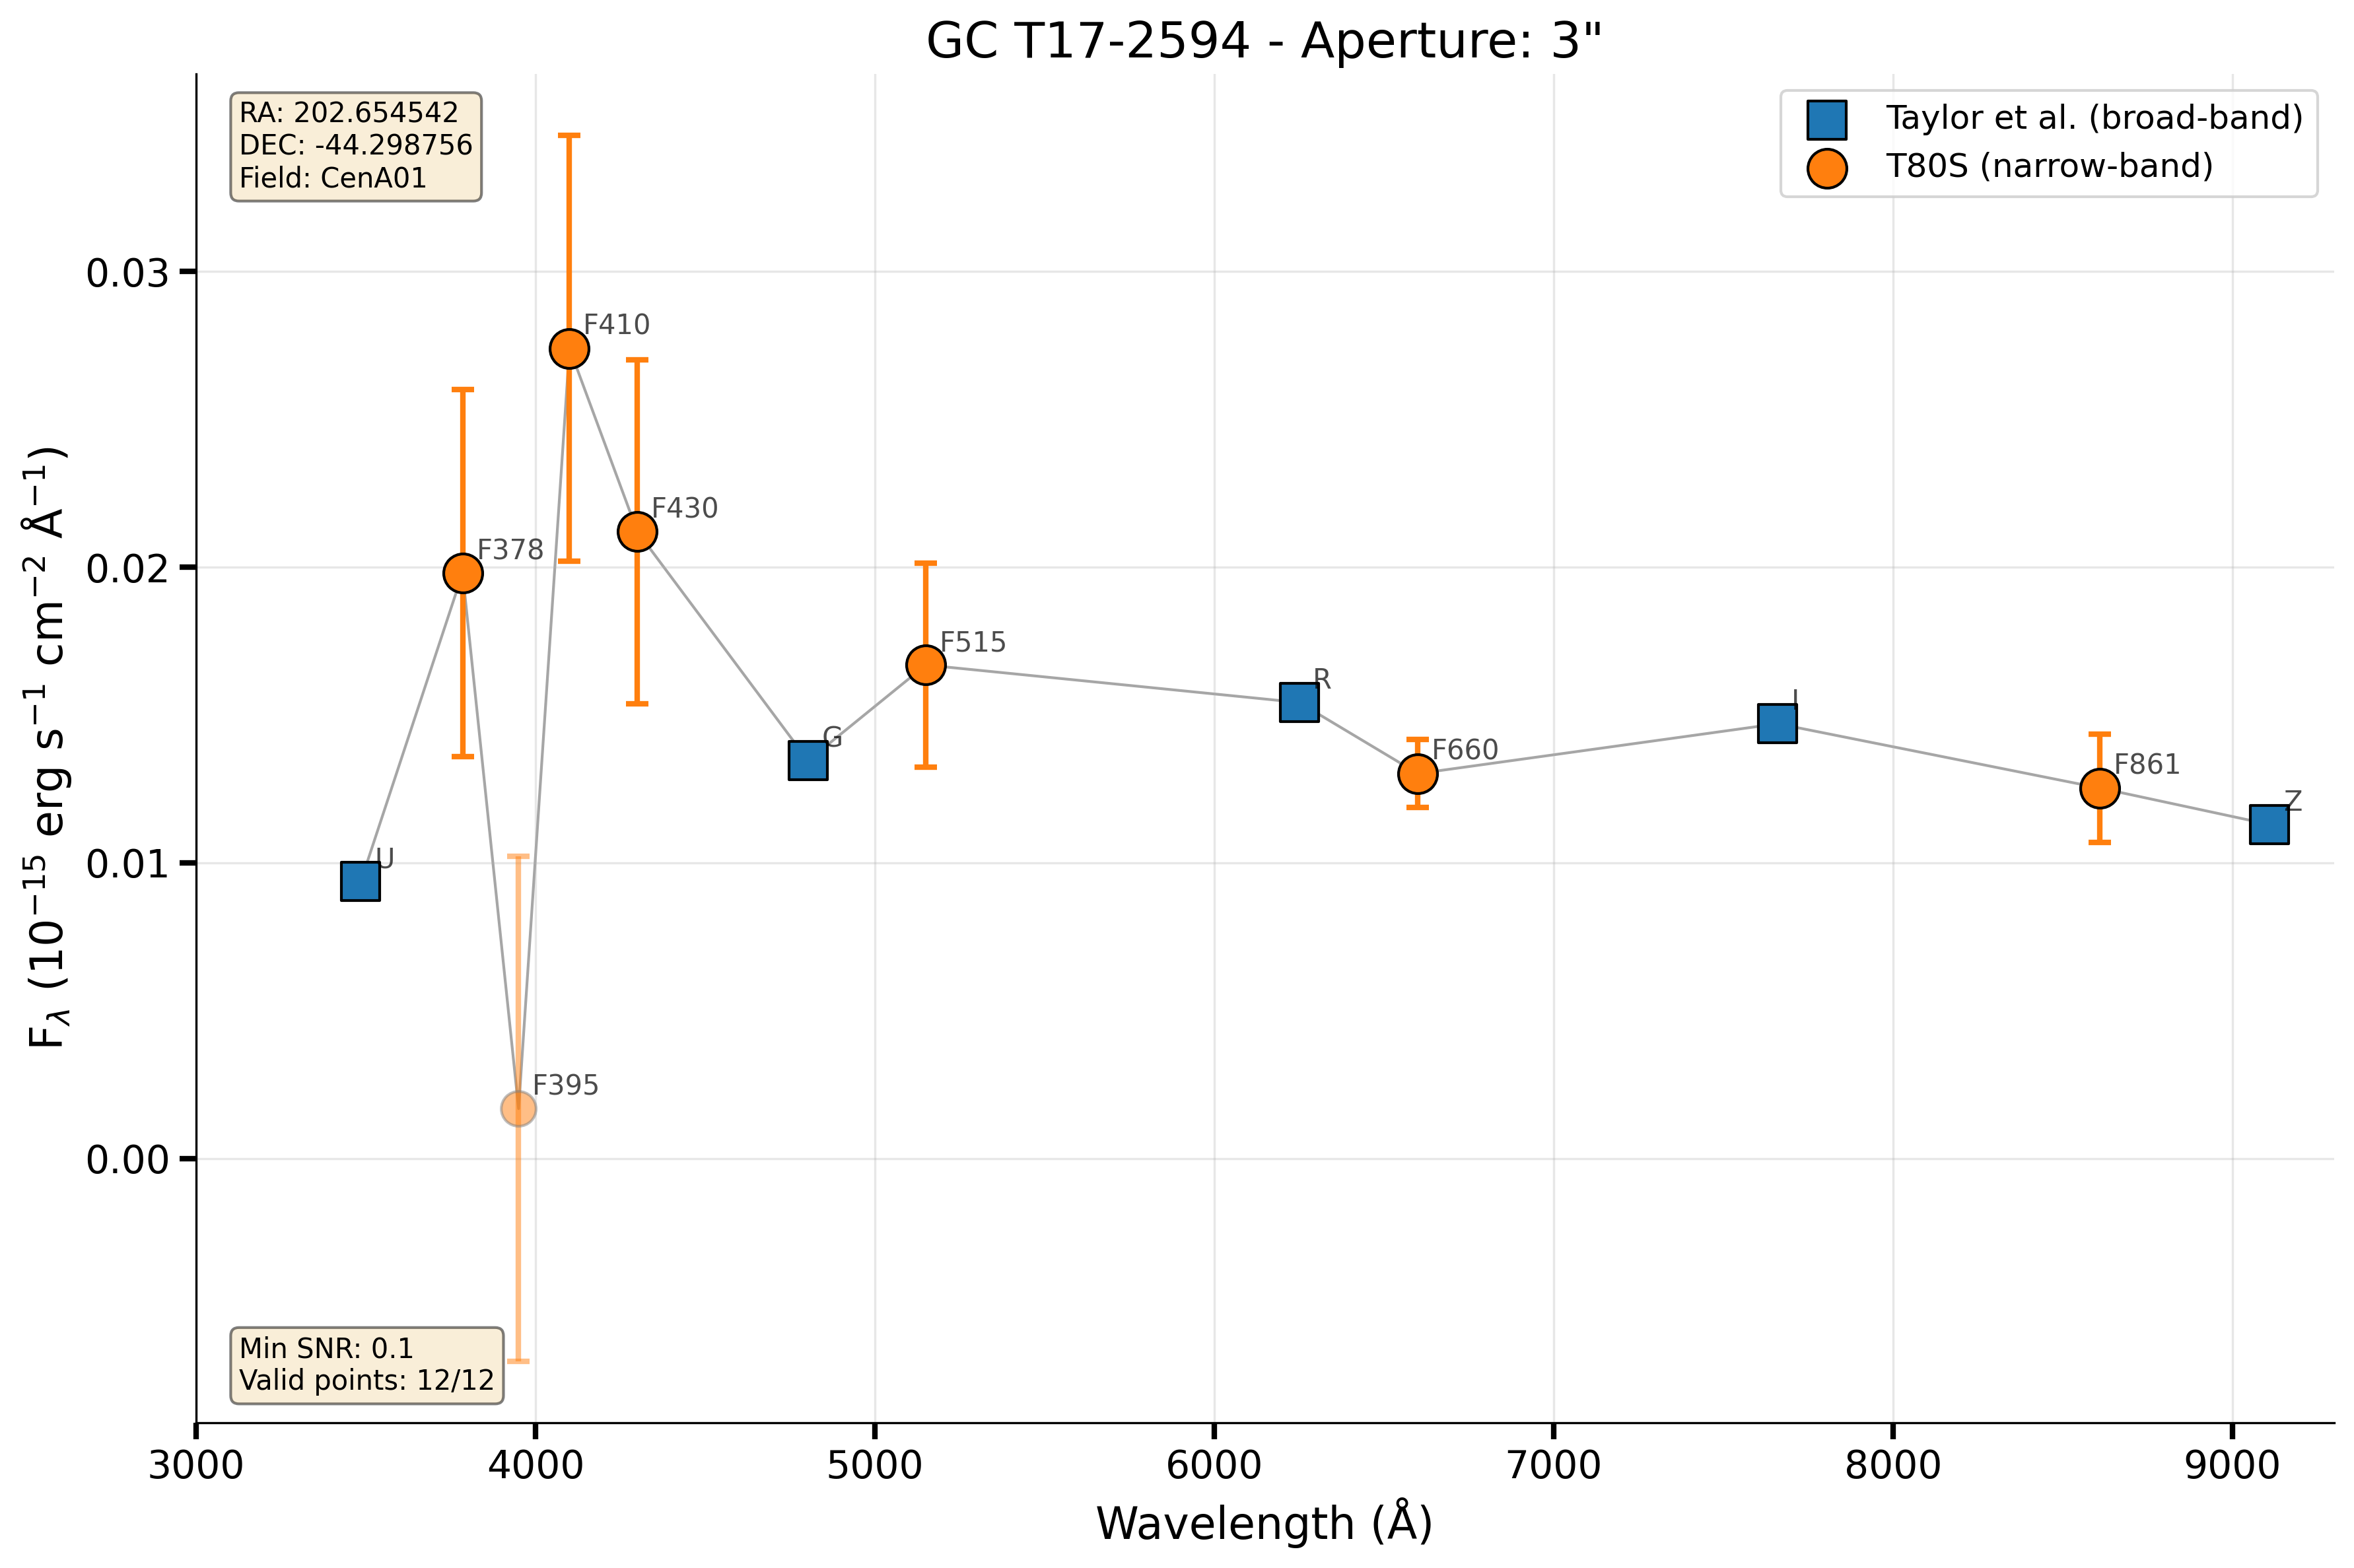 GC T17-2594 - Aperture: 3"
RA: 202.654542
DEC: -44.298756
Field: CenA01
Taylor et al. (broad-band)
T80S (narrow-band)
F410
F430
F378
F515
R
I
G
F660
F861
Z
U
F395
Min SNR: 0.1
Valid points: 12/12
0.03
0.02
0.01
0.00
F$_{λ}$ (10$^{−15}$ erg s$^{−1}$ cm$^{−2}$ Å$^{−1}$)
3000 4000 5000 6000 7000 8000 9000
Wavelength (Å)